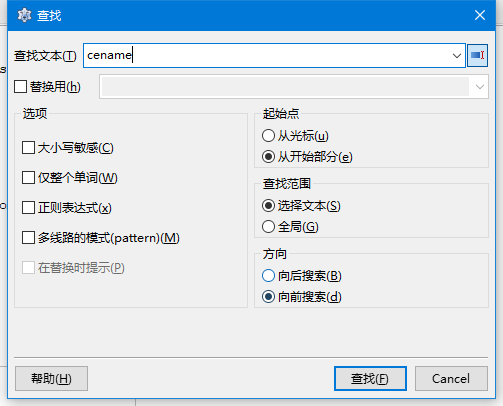 查找
查找文本(T) cename
替换用(h)
选项
大小写敏感(C)
仅整个单词(W)
正则表达式(x)
多线路的模式(pattern)(M)
在替换时提示(P)
起始点
从光标(u)
从开始部分(e)
查找范围
选择文本(S)
全局(G)
方向
向后搜索(B)
向前搜索(d)
帮助(H) 查找(F) Cancel